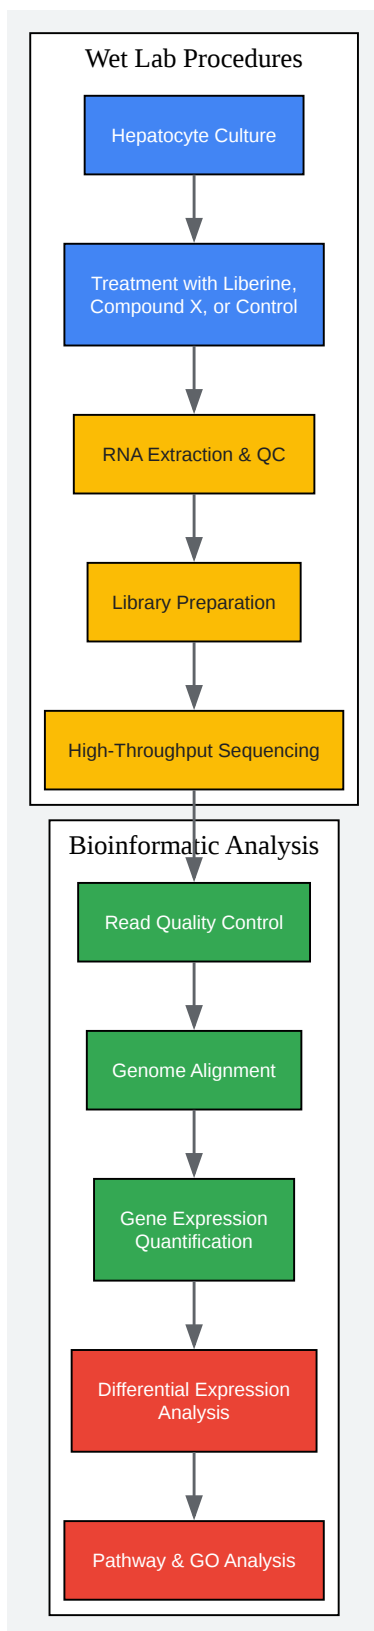 Wet Lab Procedures
Hepatocyte Culture
Treatment with Liberine,
Compound X, or Control
RNA Extraction & QC
Library Preparation
High-Throughput Sequencing
Bioinformatic Analysis
Read Quality Control
Genome Alignment
Gene Expression
Quantification
Differential Expression
Analysis
Pathway & GO Analysis